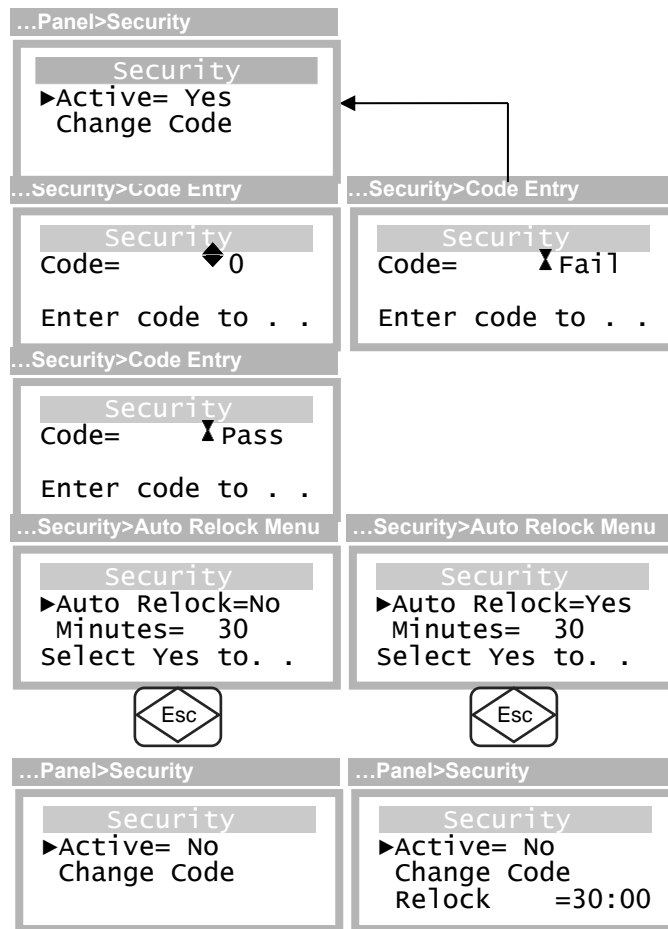 …Panel>Security
Security
►Active= Yes
Change Code
…Security>Code Entry
Security
Code= 0
Enter code to . .
…Security>Code Entry
Security
Code= Fail
Enter code to . .
…Security>Code Entry
Security
Code= Pass
Enter code to . .
…Security>Auto Relock Menu
Security
►Auto Relock=No
Minutes= 30
Select Yes to. .
Esc
…Security>Auto Relock Menu
Security
►Auto Relock=Yes
Minutes= 30
Select Yes to. .
Esc
…Panel>Security
Security
►Active= No
Change Code
…Panel>Security
Security
►Active= No
Change Code
Relock =30:00